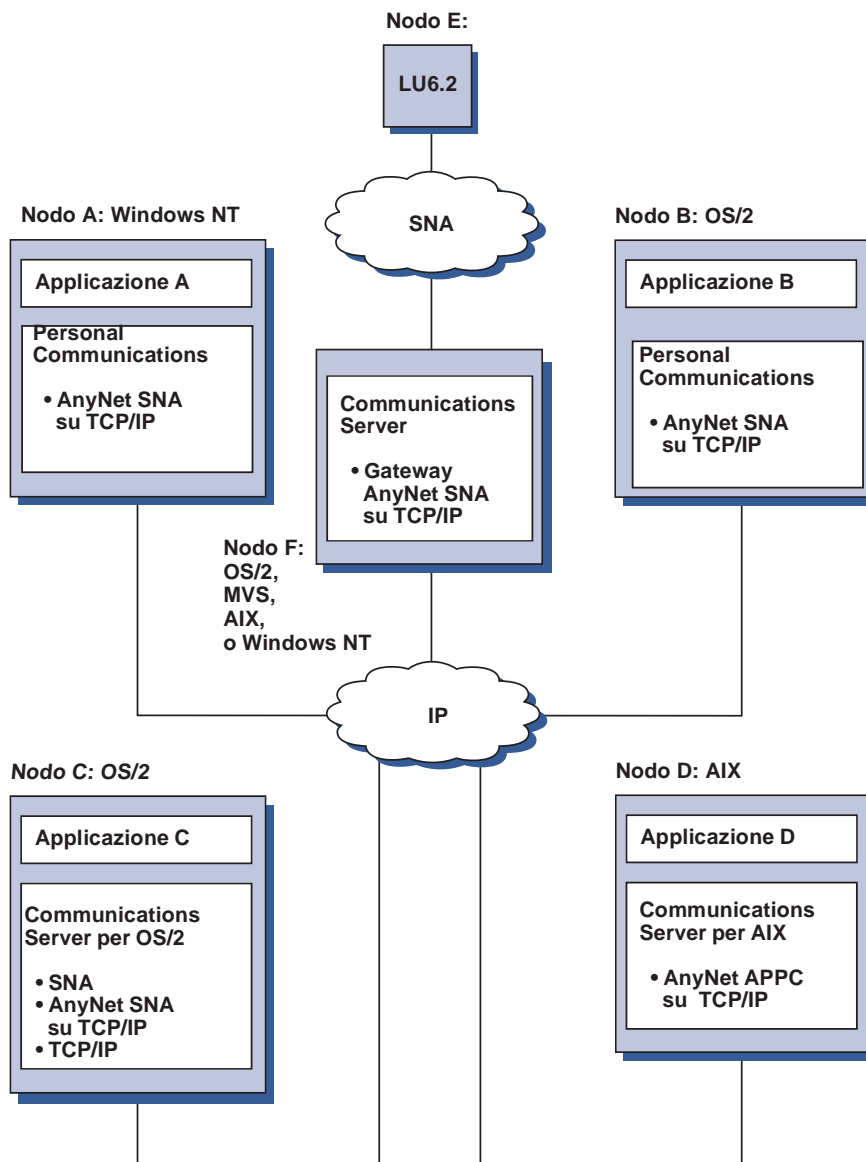 Nodo E:
LU6.2
SNA
Nodo A: Windows NT
Applicazione A
Personal
Communications
• AnyNet SNA
su TCP/IP
Nodo B: OS/2
Applicazione B
Personal
Communications
• AnyNet SNA
su TCP/IP
Communications
Server
• Gateway
AnyNet SNA
su TCP/IP
Nodo F:
OS/2,
MVS,
AIX,
o Windows NT
IP
Nodo C: OS/2
Applicazione C
Communications
Server per OS/2
• SNA
• AnyNet SNA
su TCP/IP
• TCP/IP
Nodo D: AIX
Applicazione D
Communications
Server per AIX
• AnyNet APPC
su TCP/IP